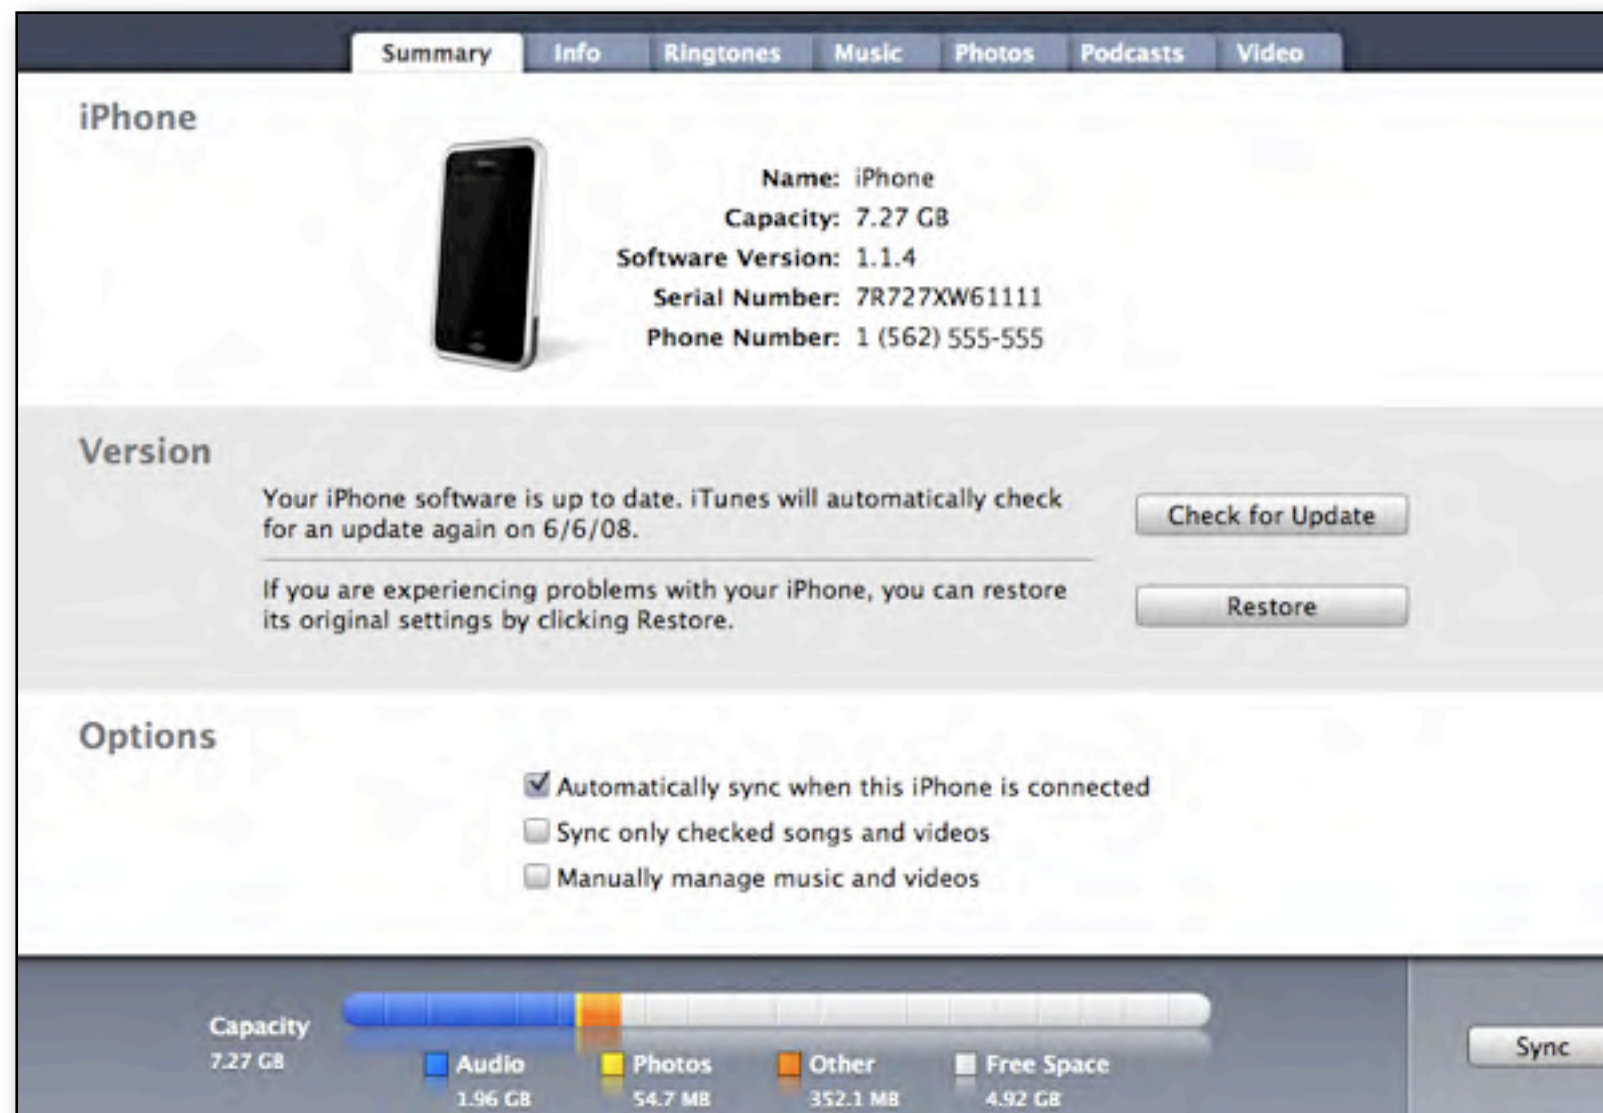 Summary Info Ringtones Music Photos Podcasts Video
iPhone
Name: iPhone
Capacity: 7.27 GB
Software Version: 1.1.4
Serial Number: 7R727XW61111
Phone Number: 1 (562) 555-555
Version
Your iPhone software is up to date. iTunes will automatically check
for an update again on 6/6/08.
Check for Update
If you are experiencing problems with your iPhone, you can restore
its original settings by clicking Restore.
Restore
Options
Automatically sync when this iPhone is connected
Sync only checked songs and videos
Manually manage music and videos
Capacity
7.27 GB
Audio Photos Other Free Space
1.96 GB 54.7 MB 352.1 MB 4.92 GB
Sync